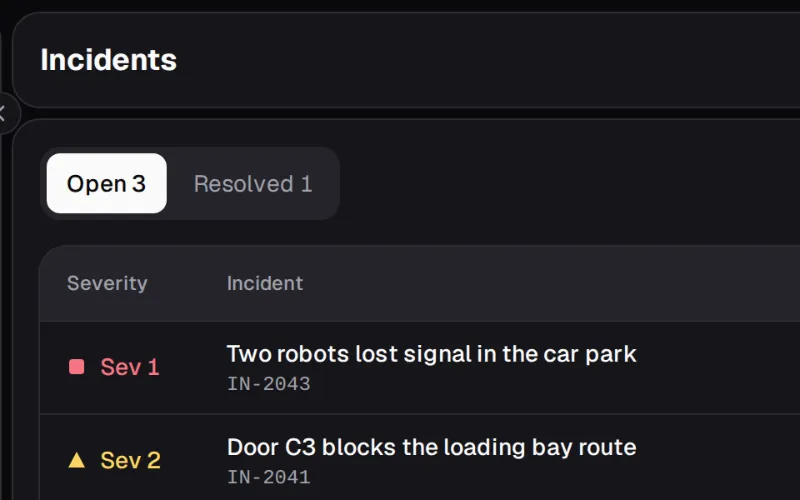 Incidents
Open 3
Resolved 1
Severity
Incident
Sev 1
Two robots lost signal in the car park
IN-2043
Sev 2
Door C3 blocks the loading bay route
IN-2041